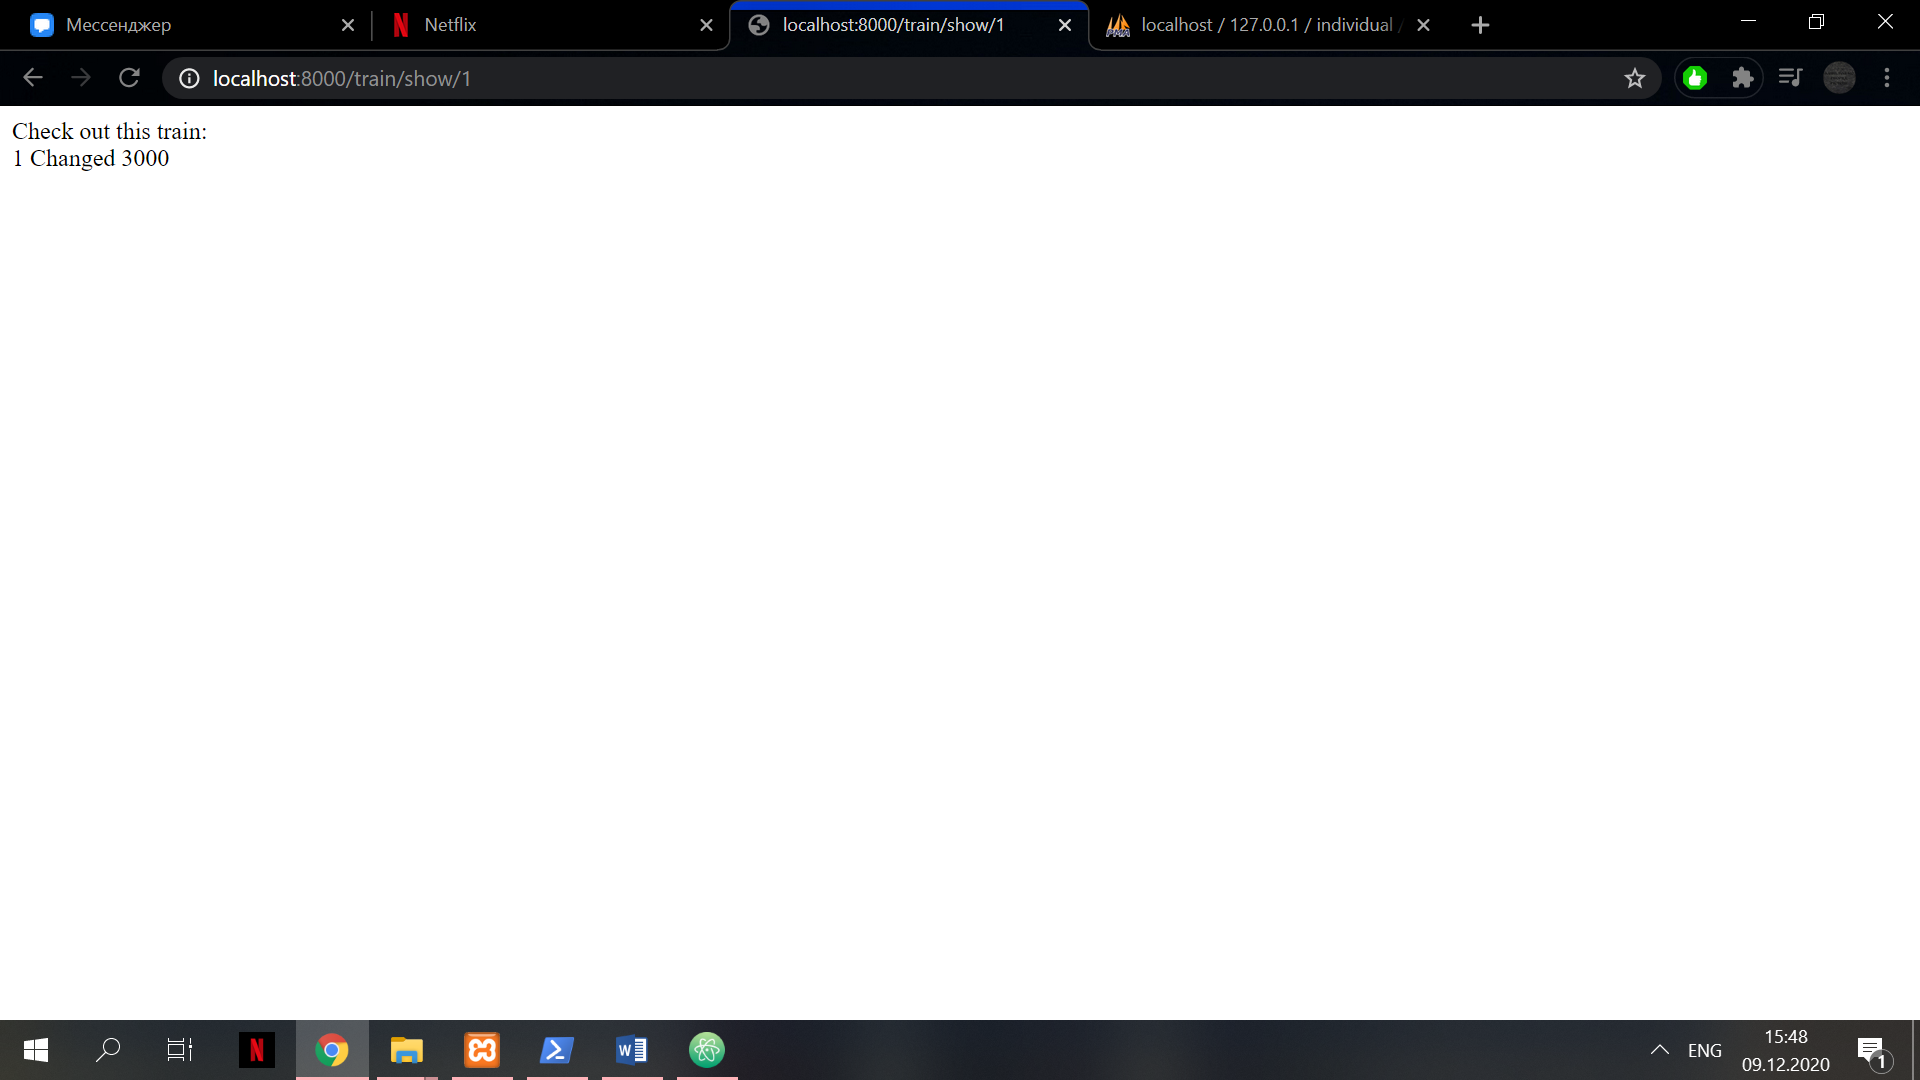 Мессенджер
Netflix
localhost:8000/train/show/1
localhost / 127.0.0.1 / individual /
localhost:8000/train/show/1
Check out this train:
1 Changed 3000
ENG
15:48
09.12.2020
1